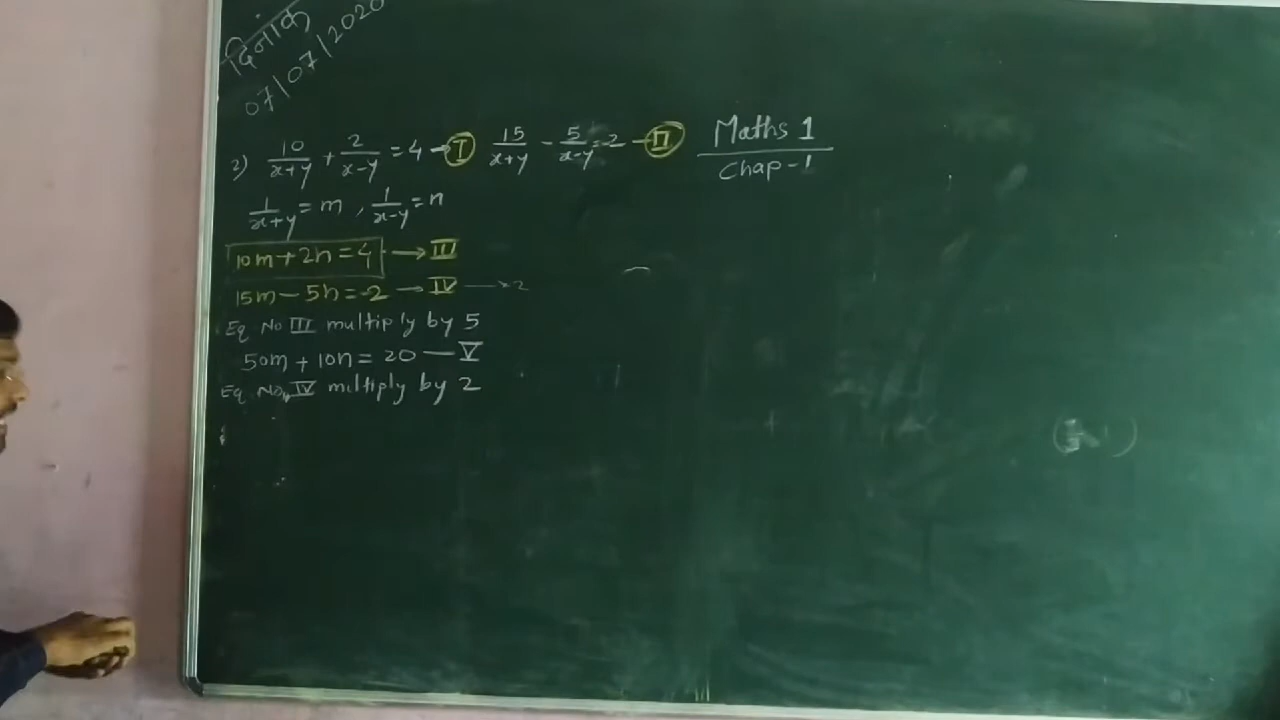 दिनांक
07/07/2020
Maths 1
Chap-1
2) 10/x+y + 2/x-y = 4 → I 15/x+y - 5/x-y = -2 — II
1/x+y = m , 1/x-y = n
10m + 2n = 4 → III
15m - 5n = -2 → IV → ×2
Eq No III multiply by 5
50m + 10n = 20 — V
Eq No IV multiply by 2